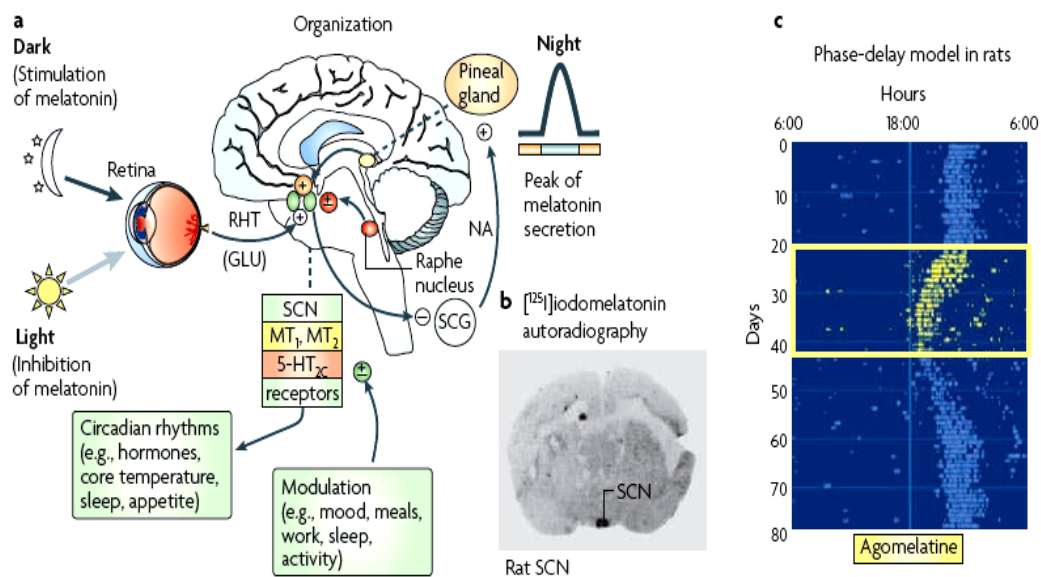 a
Organization
Dark
(Stimulation
of melatonin)
Retina
RHT
(GLU)
Light
(Inhibition
of melatonin)
Pineal
gland
+
Night
Peak of
melatonin
secretion
NA
+
±
+
Raphe
nucleus
− SCG
SCN
MT1, MT2
5-HT2C
receptors
±
Circadian rhythms
(e.g., hormones,
core temperature,
sleep, appetite)
Modulation
(e.g., mood, meals,
work, sleep,
activity)
b [125I]iodomelatonin
autoradiography
SCN
Rat SCN
c
Phase-delay model in rats
Hours
6:00 18:00 6:00
Days
0
10
20
30
40
50
60
70
80
Agomelatine